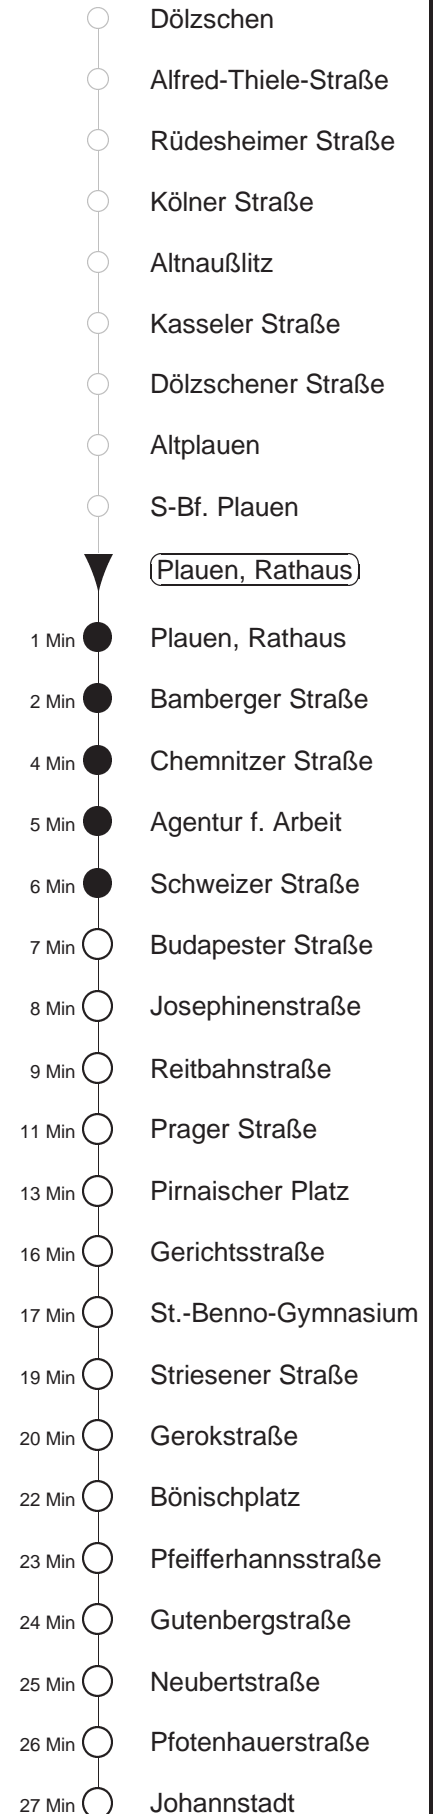 Dölzschen
Alfred-Thiele-Straße
Rüdesheimer Straße
Kölner Straße
Altnaußlitz
Kasseler Straße
Dölzschener Straße
Altplauen
S-Bf. Plauen
Plauen, Rathaus
1 Min Plauen, Rathaus
2 Min Bamberger Straße
4 Min Chemnitzer Straße
5 Min Agentur f. Arbeit
6 Min Schweizer Straße
7 Min Budapester Straße
8 Min Josephinenstraße
9 Min Reitbahnstraße
11 Min Prager Straße
13 Min Pirnaischer Platz
16 Min Gerichtsstraße
17 Min St.-Benno-Gymnasium
19 Min Striesener Straße
20 Min Gerokstraße
22 Min Bönischplatz
23 Min Pfeifferhannsstraße
24 Min Gutenbergstraße
25 Min Neubertstraße
26 Min Pfotenhauerstraße
27 Min Johannstadt